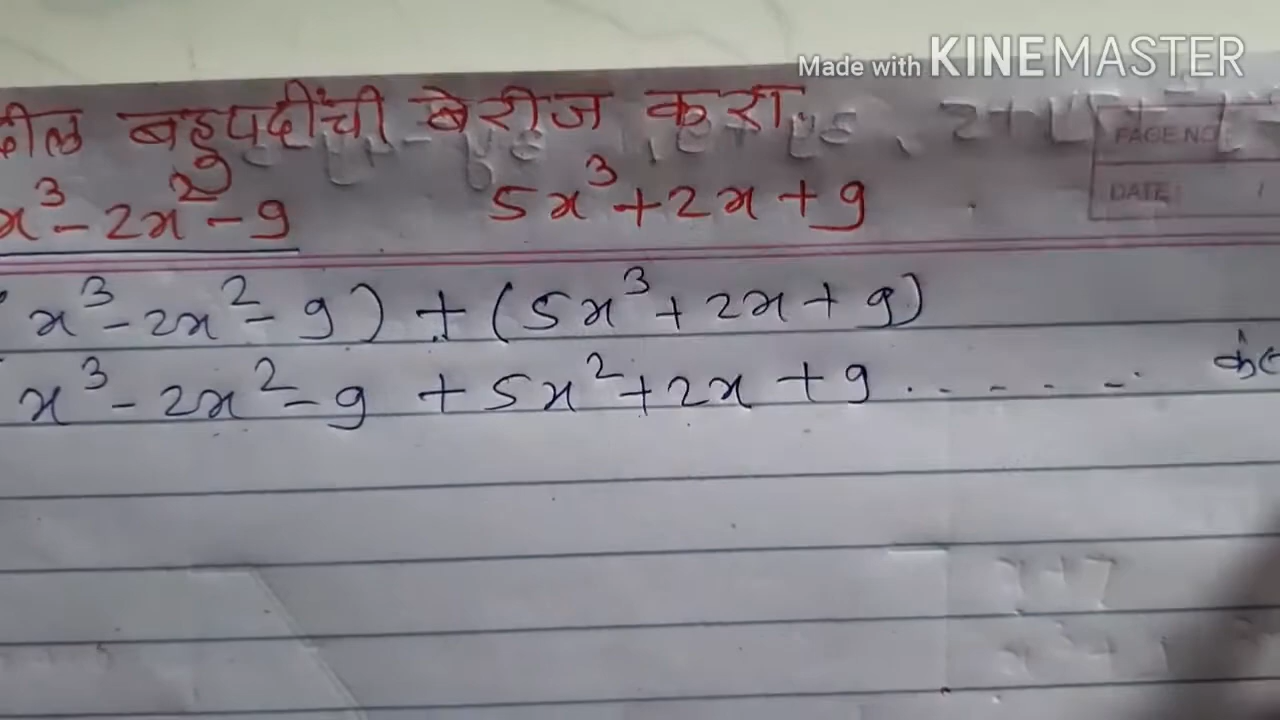 Made with KINEMASTER
बहुपदींची बेरीज करा
x³ - 2x² - 9 5x³ + 2x + 9
PAGE NO
DATE: /
x³ - 2x² - 9) + (5x³ + 2x + 9)
x³ - 2x² - 9 + 5x² + 2x + 9 . . - - - .